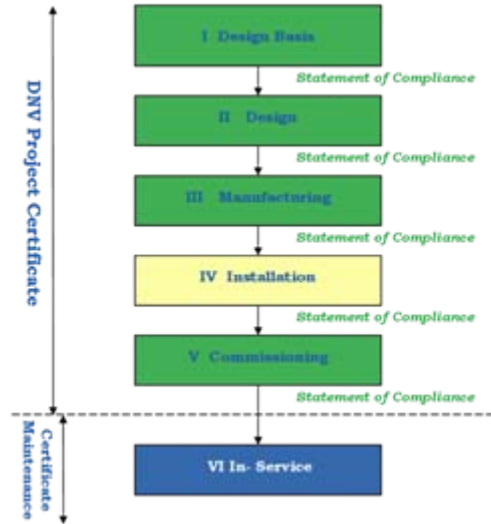 I Design Basis
Statement of Compliance
II Design
Statement of Compliance
III Manufacturing
Statement of Compliance
IV Installation
Statement of Compliance
V Commissioning
Statement of Compliance
VI In- Service
DNV Project Certificate
Certificate
Maintenance